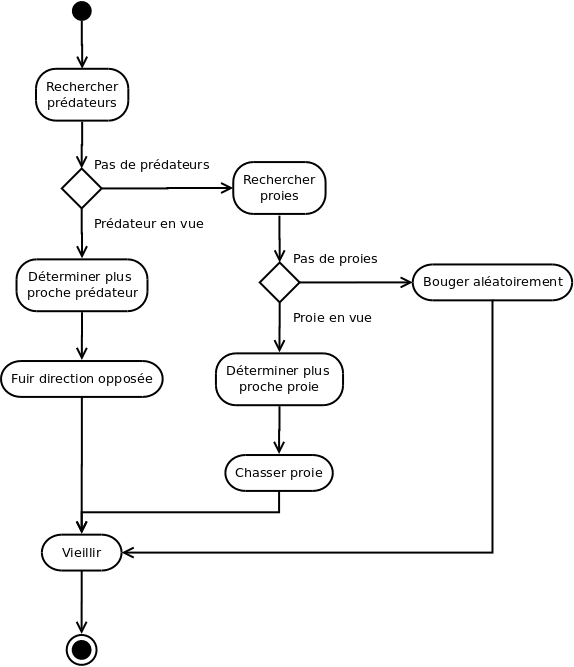 Rechercher
prédateurs
Pas de prédateurs
Rechercher
proies
Prédateur en vue
Pas de proies
Déterminer plus
proche prédateur
Bouger aléatoirement
Proie en vue
Déterminer plus
proche proie
Fuir direction opposée
Chasser proie
Vieillir